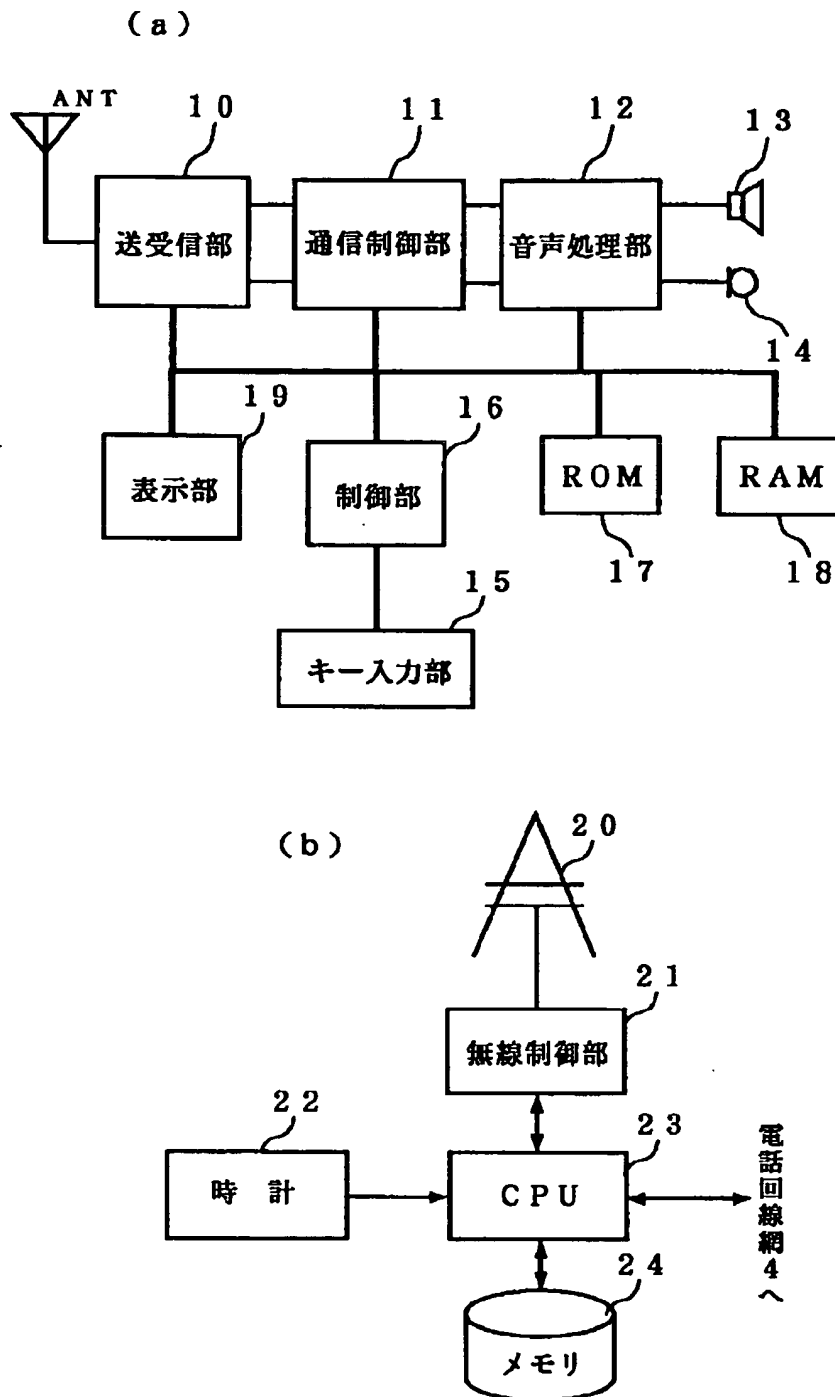 (a)
ANT
10
11
12
13
送受信部
通信制御部
音声処理部
14
19
16
表示部
制御部
ROM
RAM
17
18
15
キー入力部
(b)
20
21
無線制御部
22
23
時計
CPU
電話回線網4へ
24
メモリ